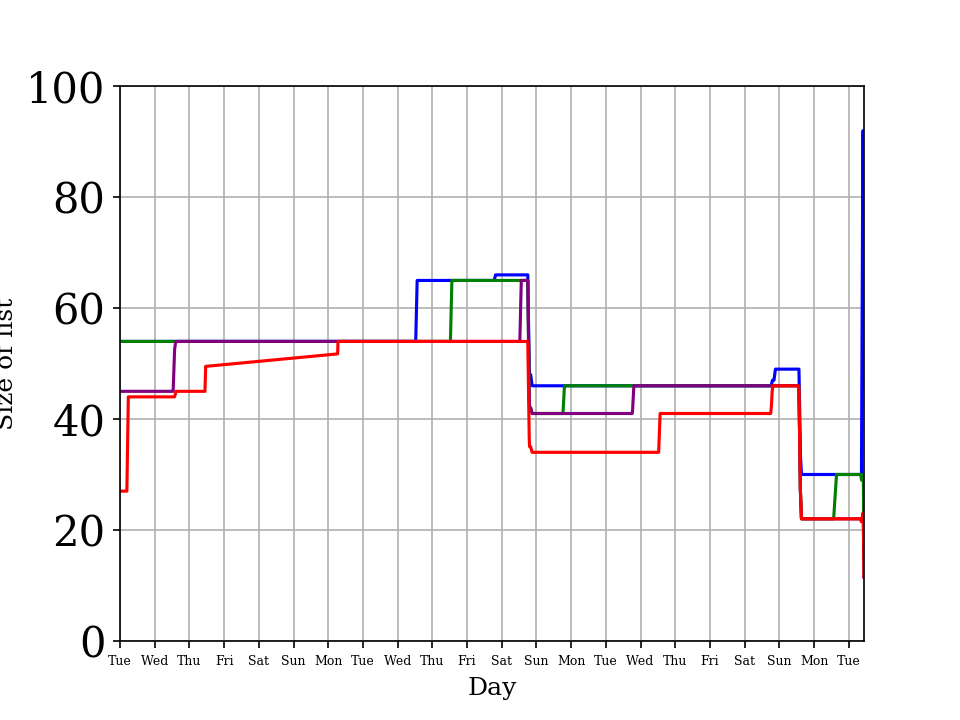 100
80
60
40
20
0
Size of list
Tue Wed Thu Fri Sat Sun Mon Tue Wed Thu Fri Sat Sun Mon Tue Wed Thu Fri Sat Sun Mon Tue
Day